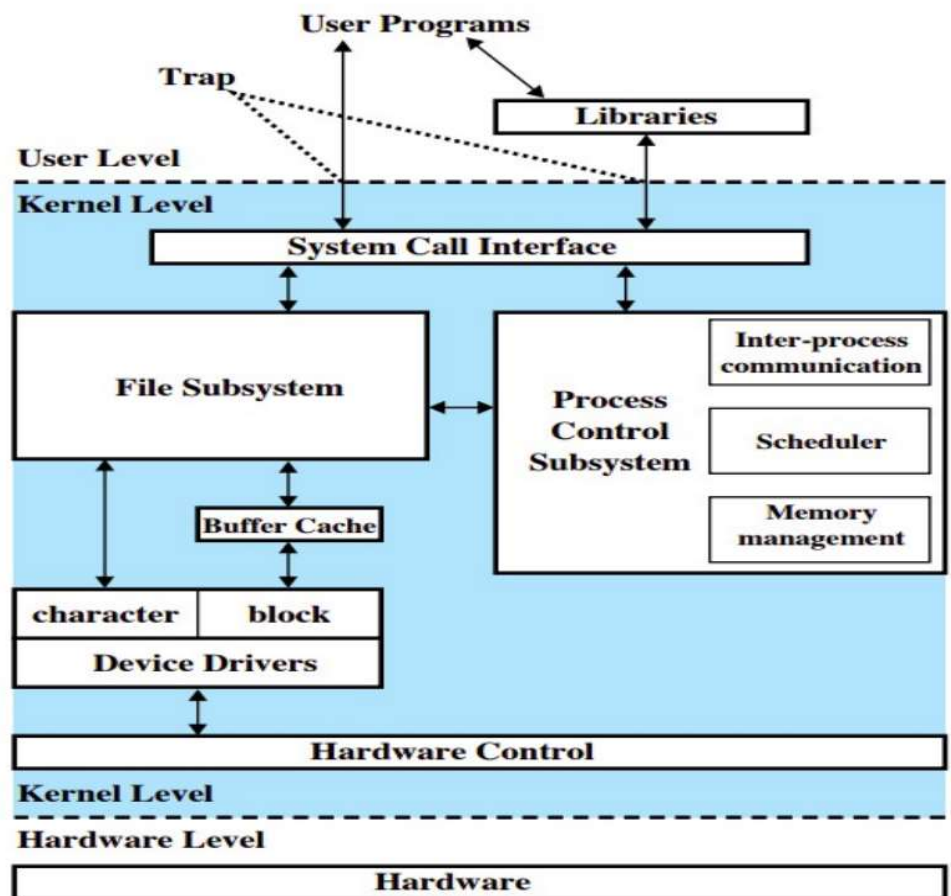 User Programs
Trap
Libraries
User Level
Kernel Level
System Call Interface
File Subsystem
Process
Control
Subsystem
Inter-process
communication
Scheduler
Memory
management
Buffer Cache
character
block
Device Drivers
Hardware Control
Kernel Level
Hardware Level
Hardware